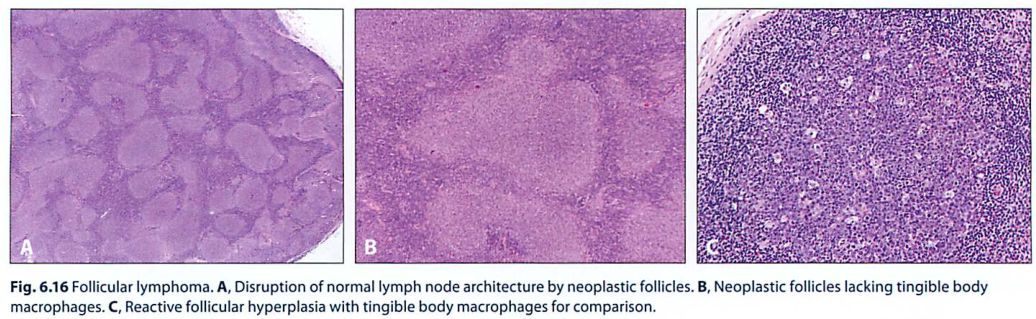 A
B
C
Fig. 6.16 Follicular lymphoma. A, Disruption of normal lymph node architecture by neoplastic follicles. B, Neoplastic follicles lacking tingible body
macrophages. C, Reactive follicular hyperplasia with tingible body macrophages for comparison.